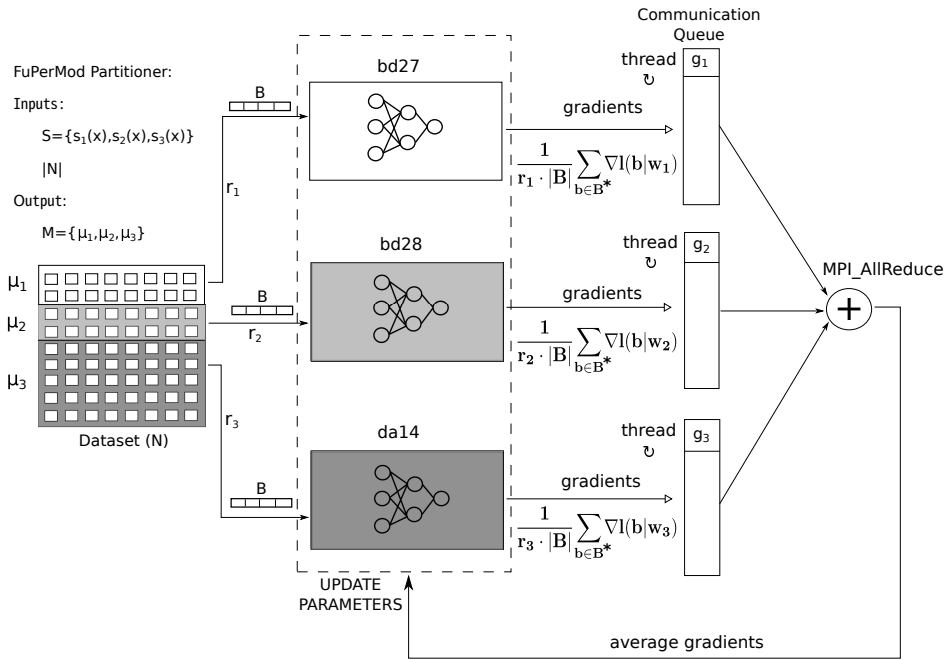 FuPerMod Partitioner:
Inputs:
S={s₁(x),s₂(x),s₃(x)}
|N|
Output:
M={μ₁,μ₂,μ₃}
μ₁
μ₂
μ₃
Dataset (N)
B
r₁
B
r₂
r₃
B
bd27
bd28
da14
UPDATE
PARAMETERS
gradients
1/(r₁ · |B|) ∑ b∈B* ∇l(b|w₁)
gradients
1/(r₂ · |B|) ∑ b∈B* ∇l(b|w₂)
gradients
1/(r₃ · |B|) ∑ b∈B* ∇l(b|w₃)
Communication
Queue
thread
↻
g₁
thread
↻
g₂
thread
↻
g₃
MPI_AllReduce
+
average gradients